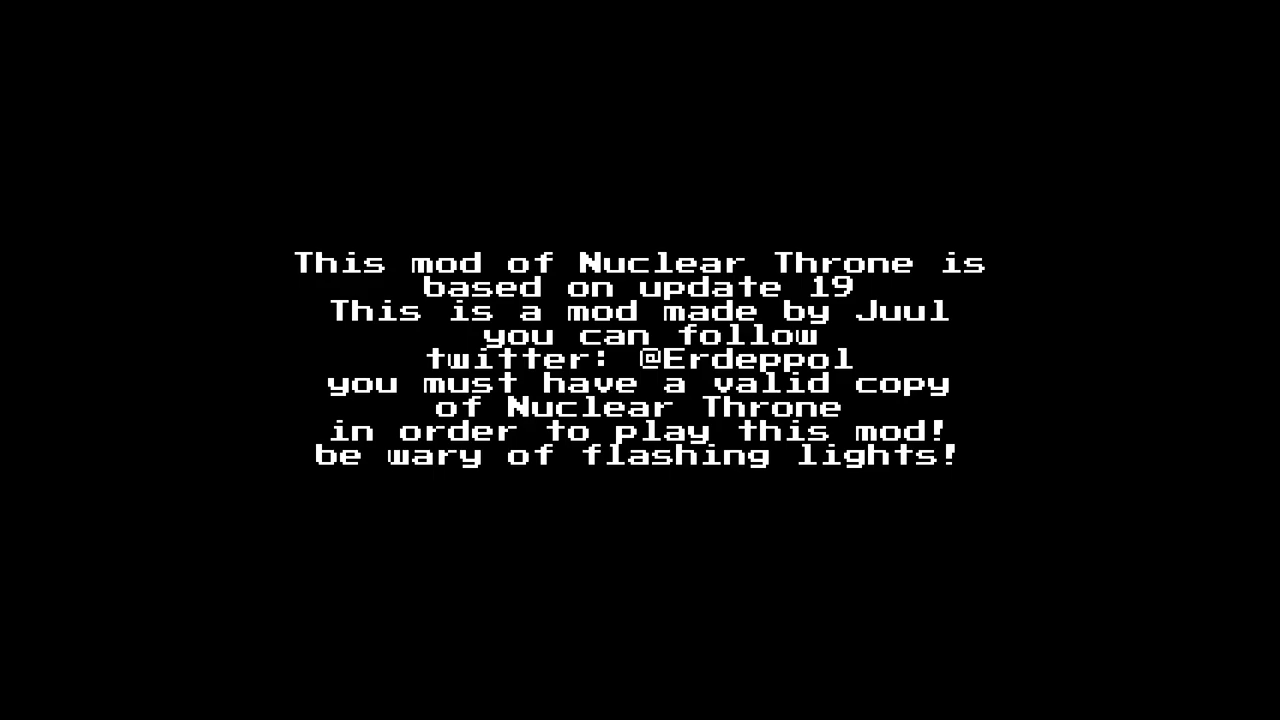 This mod of Nuclear Throne is
based on update 19
This is a mod made by Juul
you can follow
twitter: @Erdeppol
you must have a valid copy
of Nuclear Throne
in order to play this mod!
be wary of flashing lights!